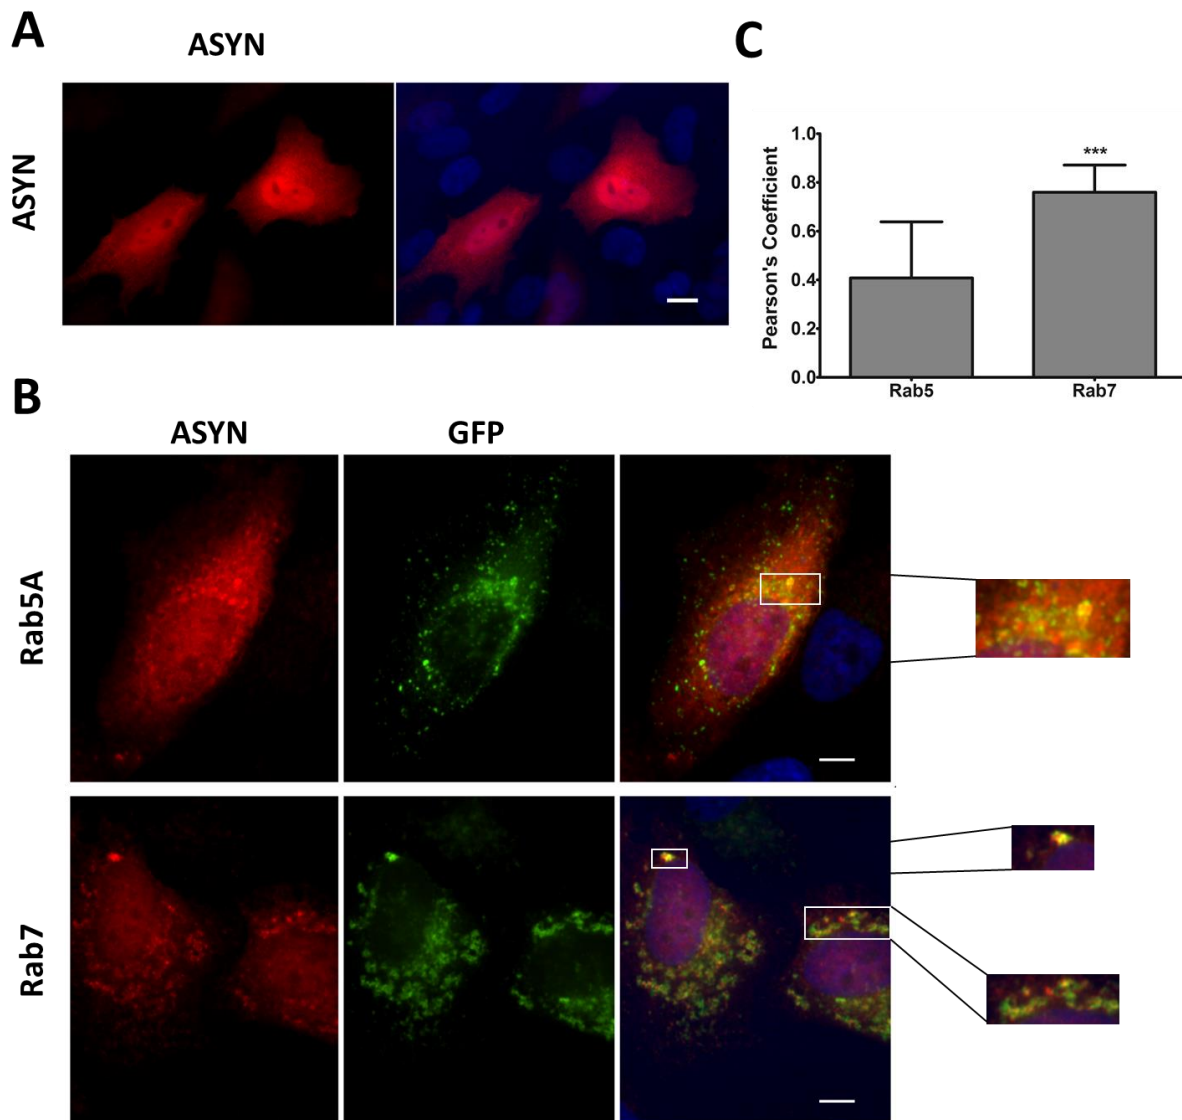 A
ASYN
ASYN
C
Pearson's Coefficient
1.0
0.8
0.6
0.4
0.2
0.0
***
Rab5
Rab7
B
ASYN
GFP
Rab5A
Rab7